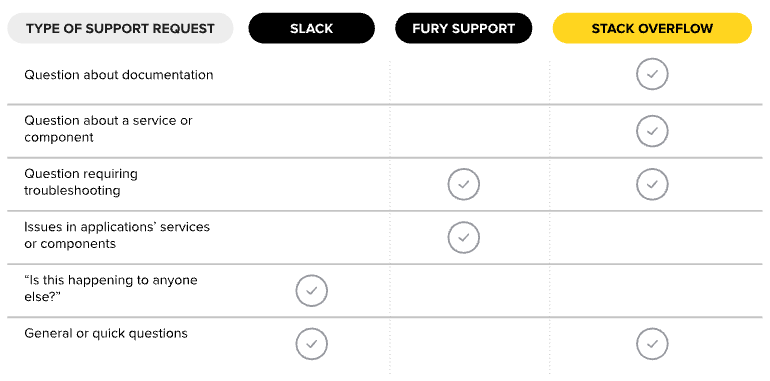 TYPE OF SUPPORT REQUEST
SLACK
FURY SUPPORT
STACK OVERFLOW
Question about documentation
Question about a service or
component
Question requiring
troubleshooting
Issues in applications’ services
or components
“Is this happening to anyone
else?”
General or quick questions